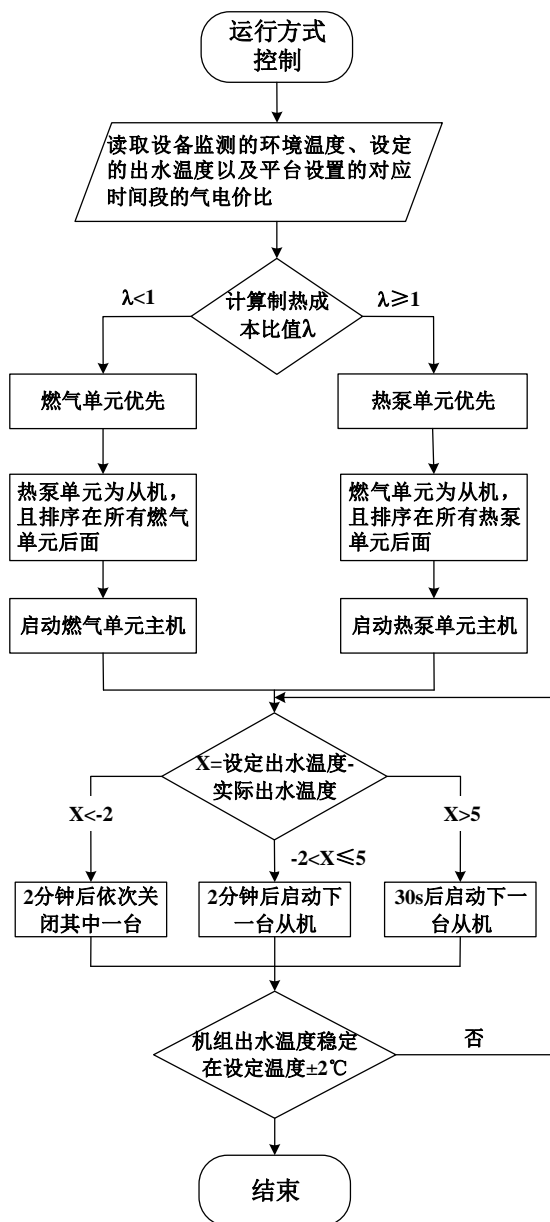 运行方式
控制
读取设备监测的环境温度、设定
的出水温度以及平台设置的对应
时间段的气电价比
λ<1
计算制热成
本比值λ
λ≥1
燃气单元优先
热泵单元优先
热泵单元为从机，
且排序在所有燃气
单元后面
燃气单元为从机，
且排序在所有热泵
单元后面
启动燃气单元主机
启动热泵单元主机
X=设定出水温度-
实际出水温度
X<-2
-2<X≤5
X>5
2分钟后依次关
闭其中一台
2分钟后启动下
一台从机
30s后启动下一
台从机
机组出水温度稳定
在设定温度±2℃
否
结束